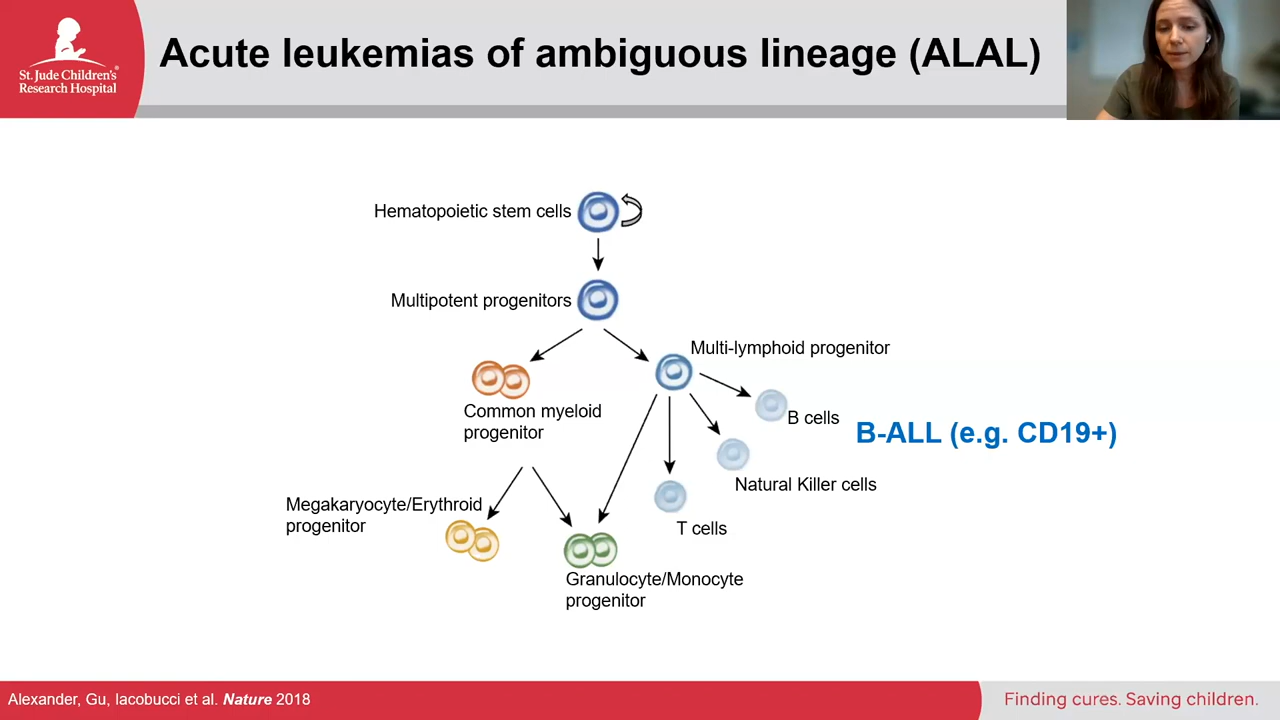 St. Jude Children's
Research Hospital
Acute leukemias of ambiguous lineage (ALAL)
Hematopoietic stem cells
Multipotent progenitors
Multi-lymphoid progenitor
Common myeloid
progenitor
B cells
B-ALL (e.g. CD19+)
Natural Killer cells
Megakaryocyte/Erythroid
progenitor
T cells
Granulocyte/Monocyte
progenitor
Alexander, Gu, Iacobucci et al. Nature 2018
Finding cures. Saving children.